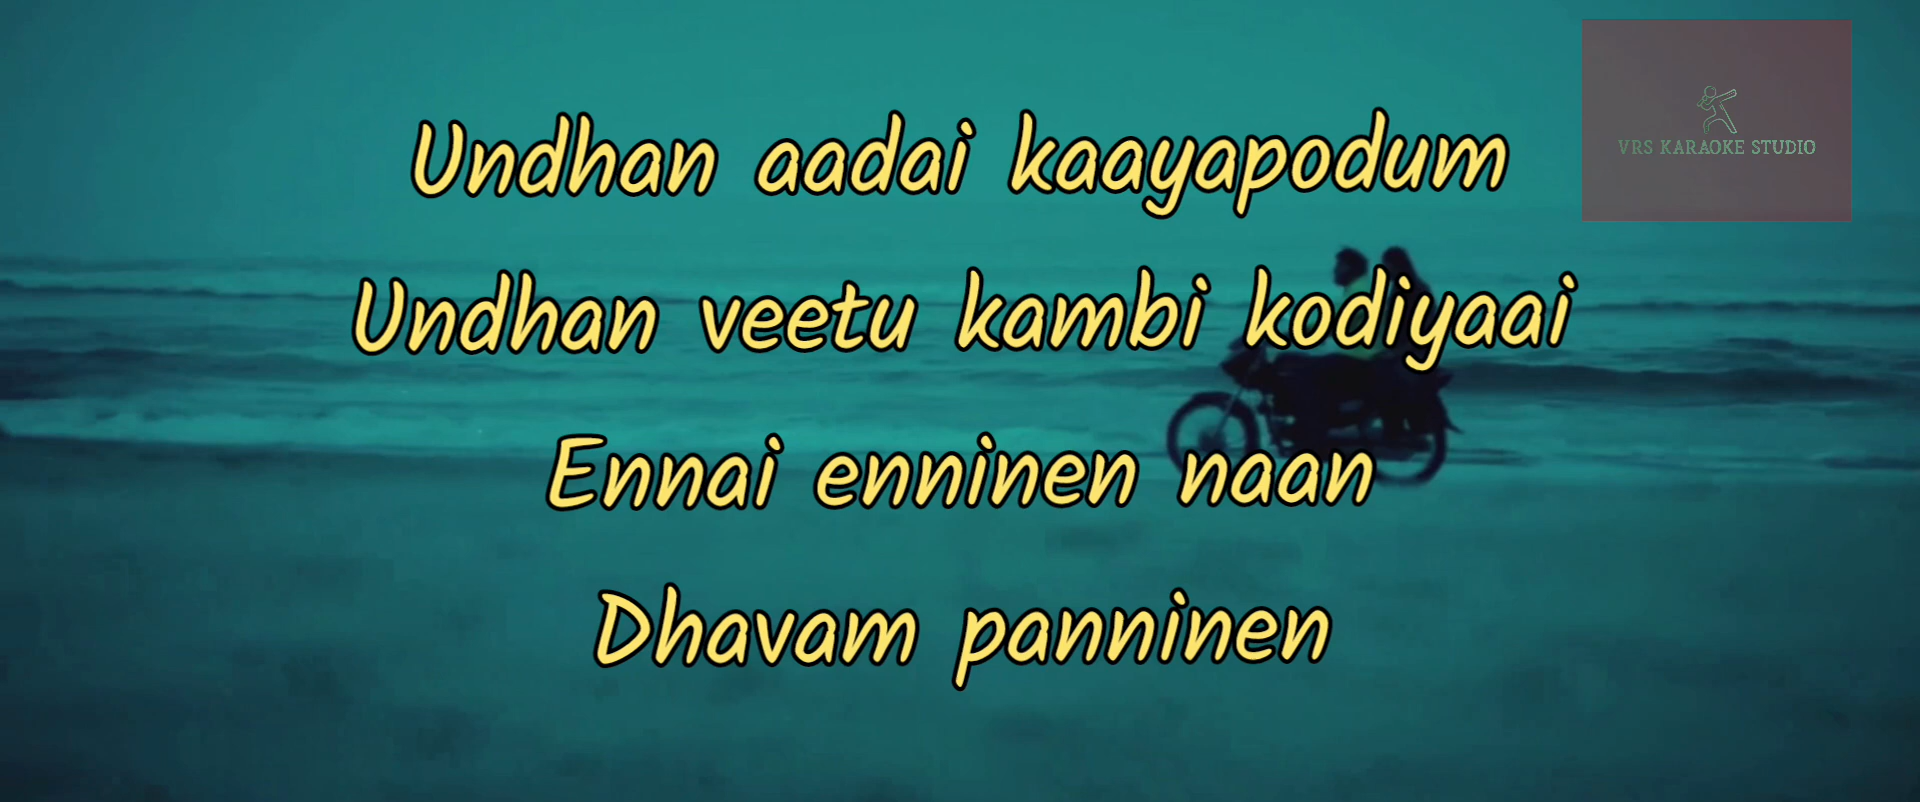 VRS KARAOKE STUDIO
Undhan aadai kaayapodum
Undhan veetu kambi kodiyaai
Ennai enninen naan
Dhavam panninen